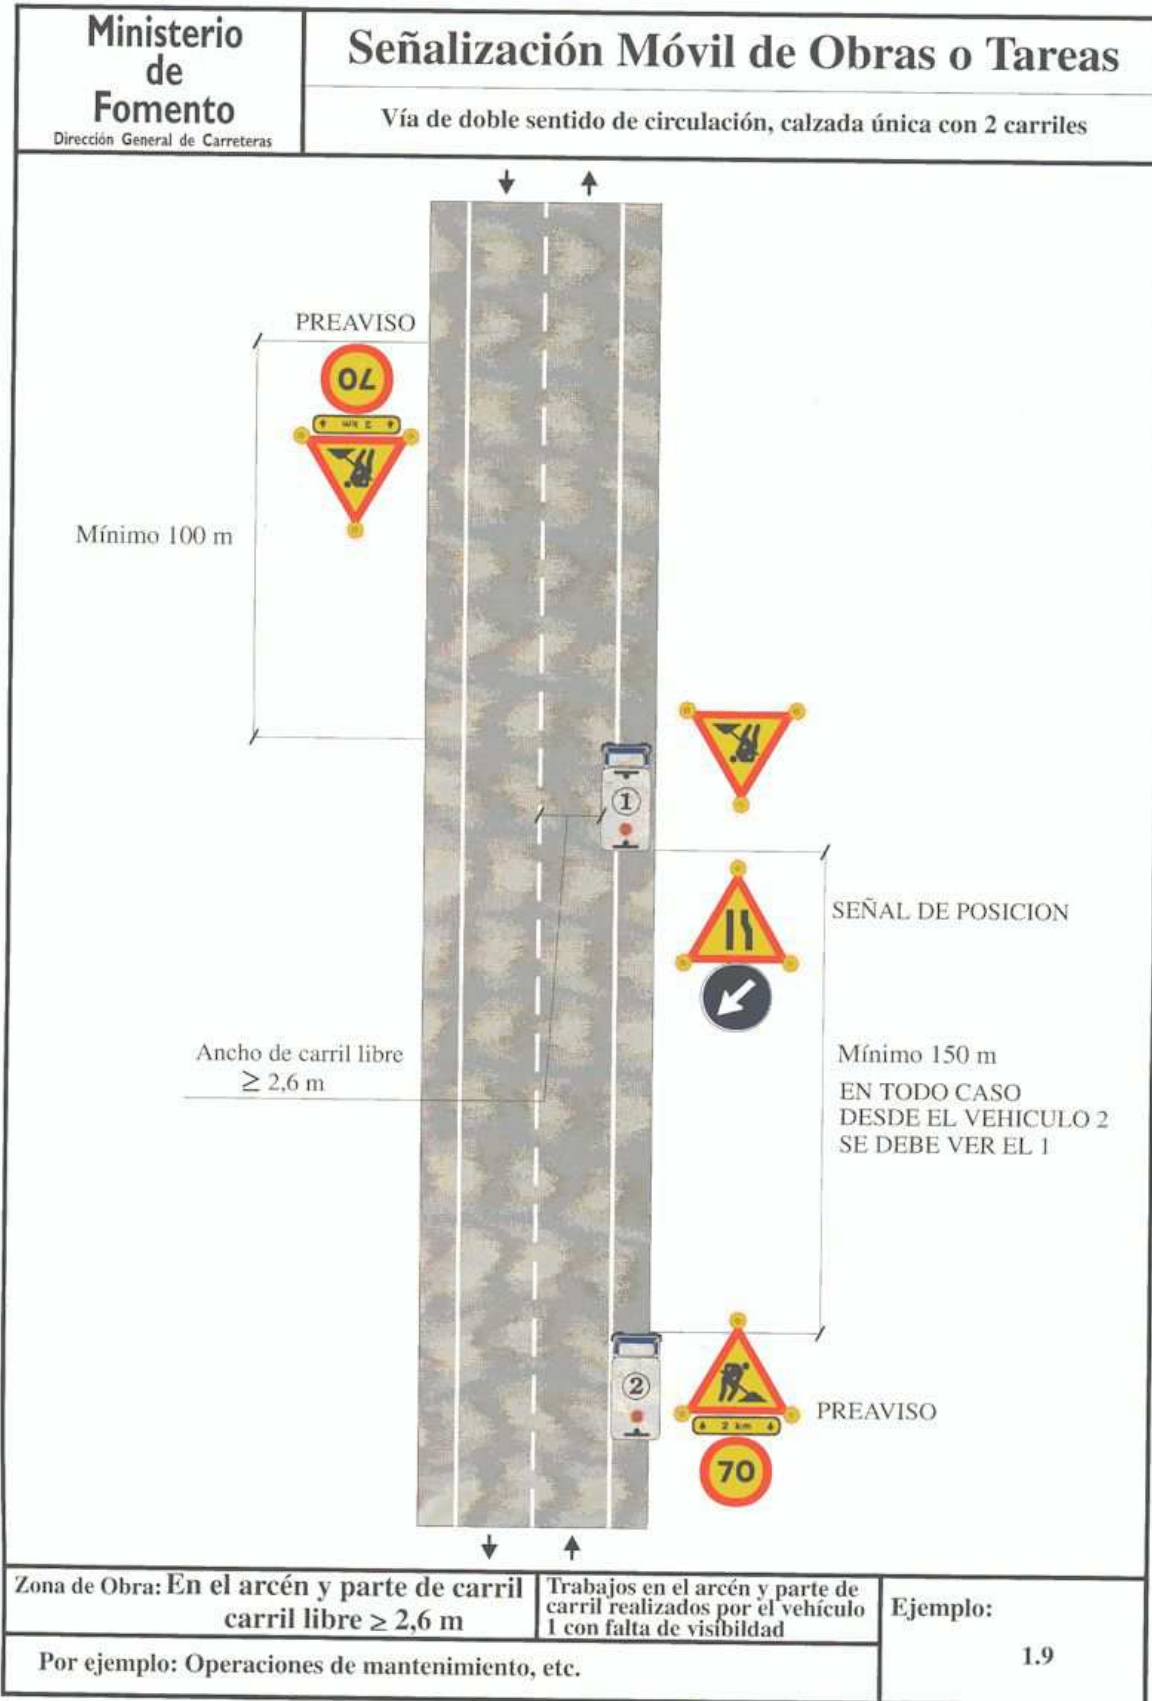 Ministerio
de
Fomento
Dirección General de Carreteras
Señalización Móvil de Obras o Tareas
Vía de doble sentido de circulación, calzada única con 2 carriles
PREAVISO
70
2 km
Mínimo 100 m
1
SEÑAL DE POSICION
Ancho de carril libre
≥ 2,6 m
Mínimo 150 m
EN TODO CASO
DESDE EL VEHICULO 2
SE DEBE VER EL 1
2
2 km
PREAVISO
70
Zona de Obra: En el arcén y parte de carril
carril libre ≥ 2,6 m
Trabajos en el arcén y parte de
carril realizados por el vehículo
1 con falta de visibildad
Ejemplo:
1.9
Por ejemplo: Operaciones de mantenimiento, etc.